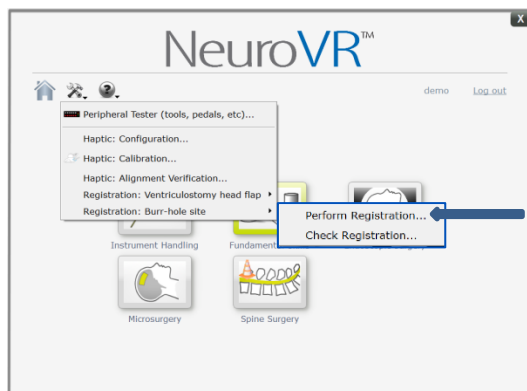 X
NeuroVR™
demo
Log out
Peripheral Tester (tools, pedals, etc)...
Haptic: Configuration...
Haptic: Calibration...
Haptic: Alignment Verification...
Registration: Ventriculostomy head flap
Registration: Burr-hole site
Perform Registration...
Check Registration...
Instrument Handling
Microsurgery
Spine Surgery